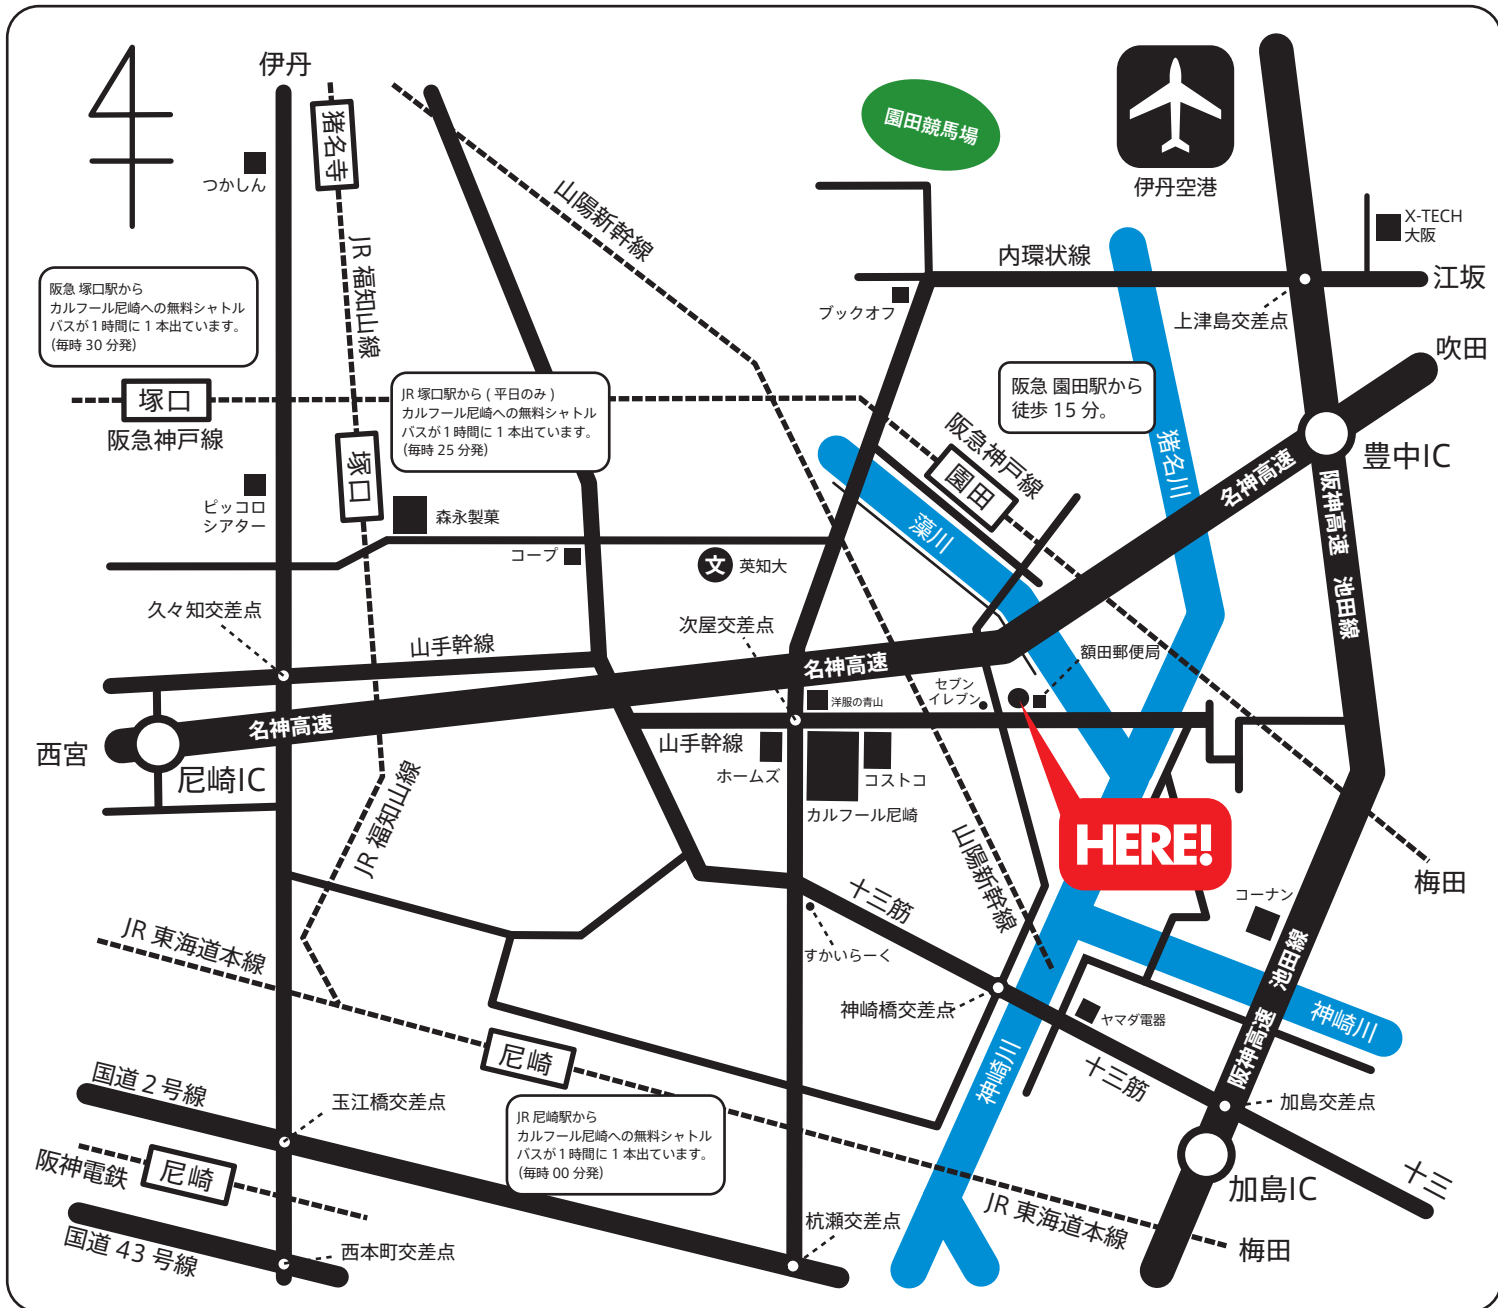 伊丹
猪名寺
つかしん
JR 福知山線
山陽新幹線
園田競馬場
伊丹空港
X-TECH
大阪
内環状線
江坂
ブックオフ
上津島交差点
吹田
阪急 塚口駅から
カルフール尼崎への無料シャトル
バスが1時間に1本出ています。
(毎時 30 分発)
塚口
阪急神戸線
JR 塚口駅から ( 平日のみ )
カルフール尼崎への無料シャトル
バスが1時間に1本出ています。
(毎時 25 分発)
塚口
阪急 園田駅から
徒歩 15 分。
阪急神戸線
園田
猪名川
藻川
名神高速
豊中IC
阪神高速 池田線
ピッコロ
シアター
森永製菓
コープ
文
英知大
久々知交差点
山手幹線
次屋交差点
名神高速
額田郵便局
セブン
イレブン
洋服の青山
名神高速
西宮
尼崎IC
山手幹線
ホームズ
コストコ
カルフール尼崎
HERE!
JR 福知山線
山陽新幹線
梅田
十三筋
コーナン
すかいらーく
JR 東海道本線
神崎橋交差点
ヤマダ電器
神崎川
阪神高速 池田線
尼崎
神崎川
十三筋
国道 2 号線
玉江橋交差点
加島交差点
JR 尼崎駅から
カルフール尼崎への無料シャトル
バスが1時間に1本出ています。
(毎時 00 分発)
阪神電鉄
尼崎
加島IC
十三
JR 東海道本線
梅田
杭瀬交差点
国道 43 号線
西本町交差点